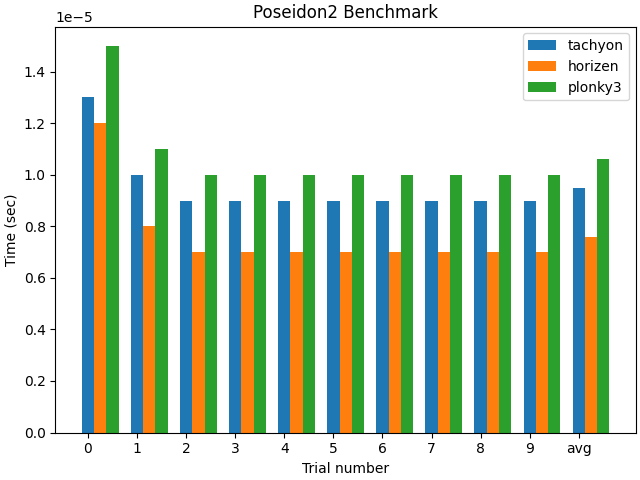 Poseidon2 Benchmark
1e−5
tachyon
horizen
plonky3
1.4
1.2
1.0
0.8
0.6
0.4
0.2
0.0
Time (sec)
0 1 2 3 4 5 6 7 8 9 avg
Trial number